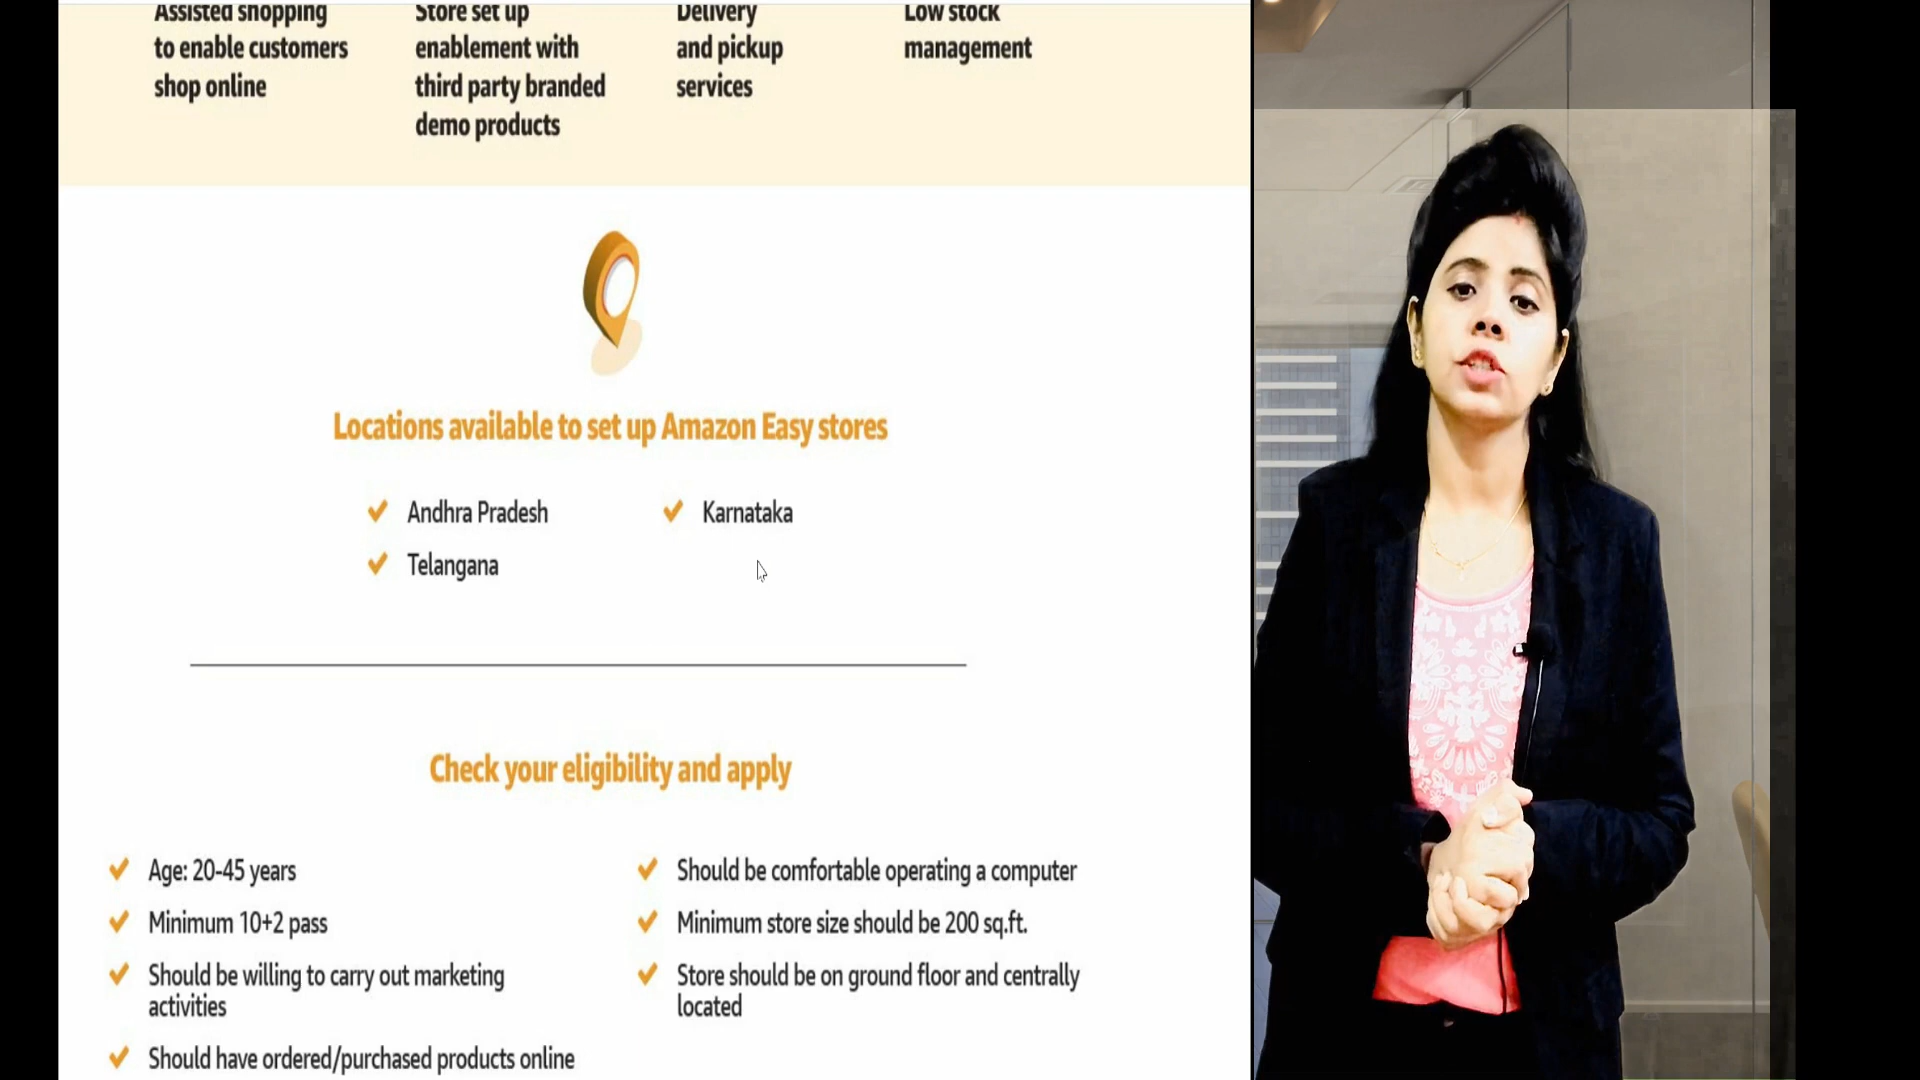 Assisted shopping
to enable customers
shop online
Store set up
enablement with
third party branded
demo products
Delivery
and pickup
services
Low stock
management
Locations available to set up Amazon Easy stores
Andhra Pradesh
Karnataka
Telangana
Check your eligibility and apply
Age: 20-45 years
Minimum 10+2 pass
Should be willing to carry out marketing
activities
Should have ordered/purchased products online
Should be comfortable operating a computer
Minimum store size should be 200 sq.ft.
Store should be on ground floor and centrally
located